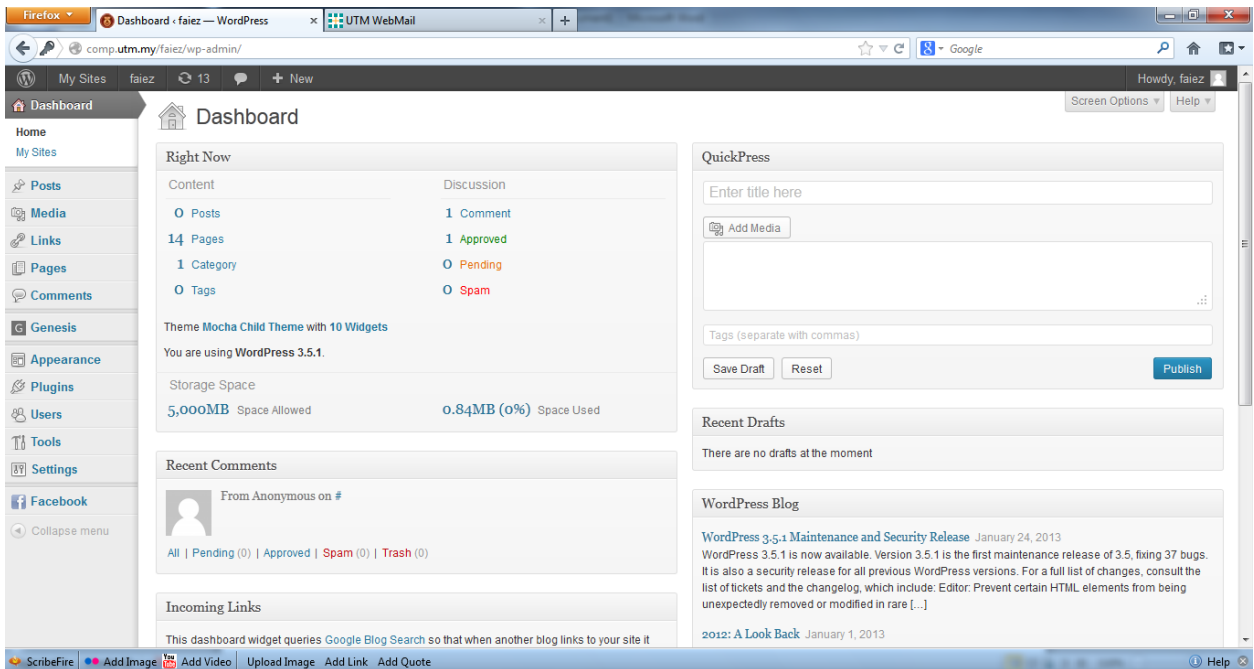 Firefox
Dashboard ‹ faiez — WordPress
UTM WebMail
comp.utm.my/faiez/wp-admin/
Google
My Sites faiez 13 + New
Howdy, faiez
Screen Options Help
Dashboard
Home
My Sites
Posts
Media
Links
Pages
Comments
Genesis
Appearance
Plugins
Users
Tools
Settings
Facebook
Collapse menu
Dashboard
Right Now
Content Discussion
0 Posts 1 Comment
14 Pages 1 Approved
1 Category 0 Pending
0 Tags 0 Spam
Theme Mocha Child Theme with 10 Widgets
You are using WordPress 3.5.1.
Storage Space
5,000MB Space Allowed 0.84MB (0%) Space Used
Recent Comments
From Anonymous on #
All | Pending (0) | Approved | Spam (0) | Trash (0)
Incoming Links
This dashboard widget queries Google Blog Search so that when another blog links to your site it
QuickPress
Enter title here
Add Media
Tags (separate with commas)
Save Draft Reset Publish
Recent Drafts
There are no drafts at the moment
WordPress Blog
WordPress 3.5.1 Maintenance and Security Release January 24, 2013
WordPress 3.5.1 is now available. Version 3.5.1 is the first maintenance release of 3.5, fixing 37 bugs.
It is also a security release for all previous WordPress versions. For a full list of changes, consult the
list of tickets and the changelog, which include: Editor: Prevent certain HTML elements from being
unexpectedly removed or modified in rare […]
2012: A Look Back January 1, 2013
ScribeFire Add Image You Tube Add Video Upload Image Add Link Add Quote Help